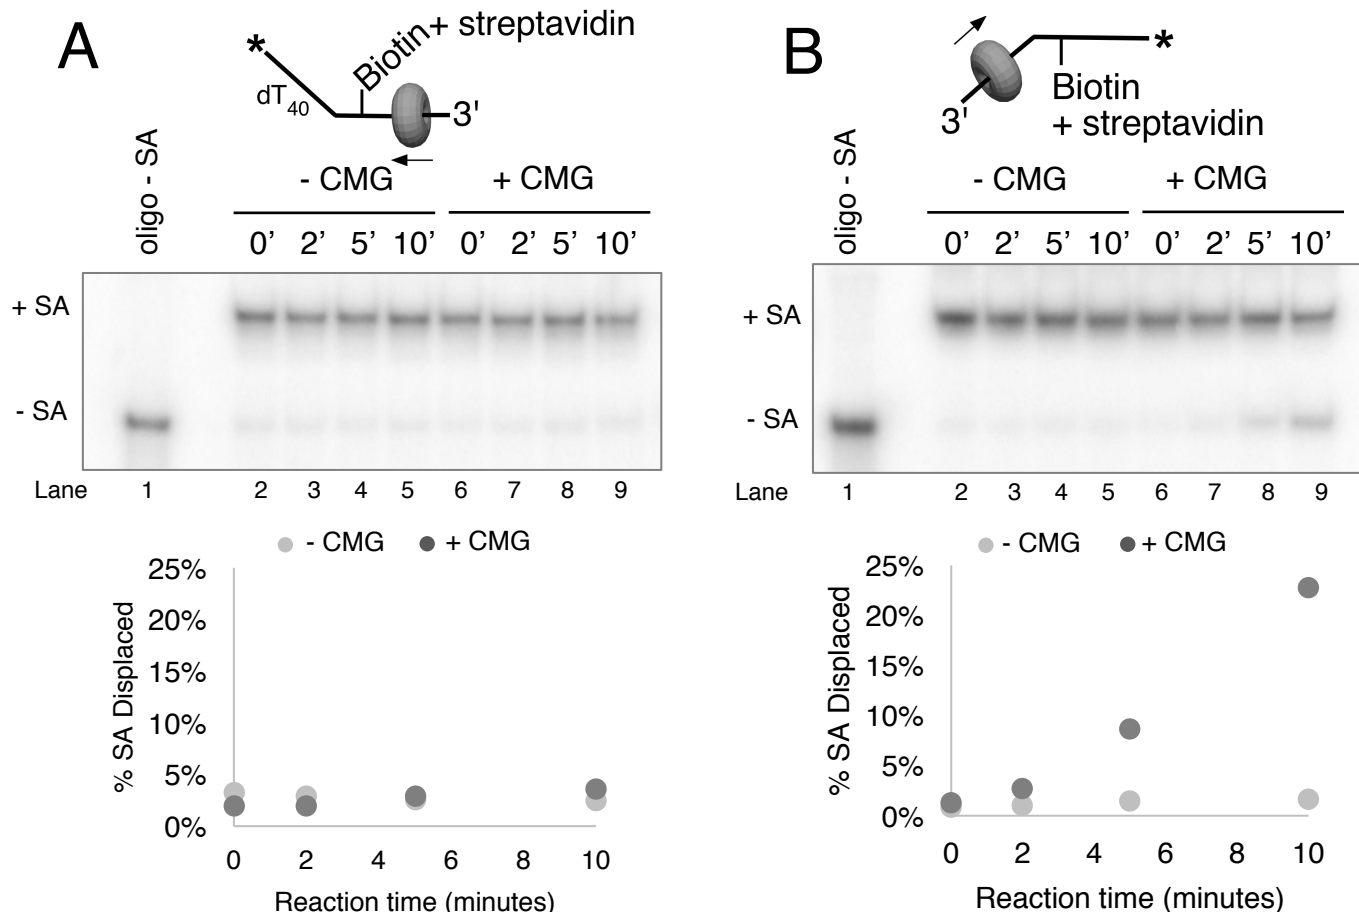 A
*
Biotin + streptavidin
dT40
3'
oligo - SA
- CMG
+ CMG
0’ 2’ 5’ 10’ 0’ 2’ 5’ 10’
+ SA
- SA
Lane 1 2 3 4 5 6 7 8 9
- CMG + CMG
% SA Displaced
25%
20%
15%
10%
5%
0%
0 2 4 6 8 10
Reaction time (minutes)
B
*
Biotin
+ streptavidin
3'
oligo - SA
- CMG
+ CMG
0’ 2’ 5’ 10’ 0’ 2’ 5’ 10’
+ SA
- SA
Lane 1 2 3 4 5 6 7 8 9
- CMG + CMG
% SA Displaced
25%
20%
15%
10%
5%
0%
0 2 4 6 8 10
Reaction time (minutes)